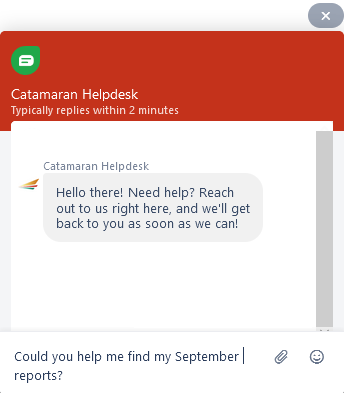 Catamaran Helpdesk
Typically replies within 2 minutes
Catamaran Helpdesk
Hello there! Need help? Reach
out to us right here, and we'll get
back to you as soon as we can!
Could you help me find my September
reports?